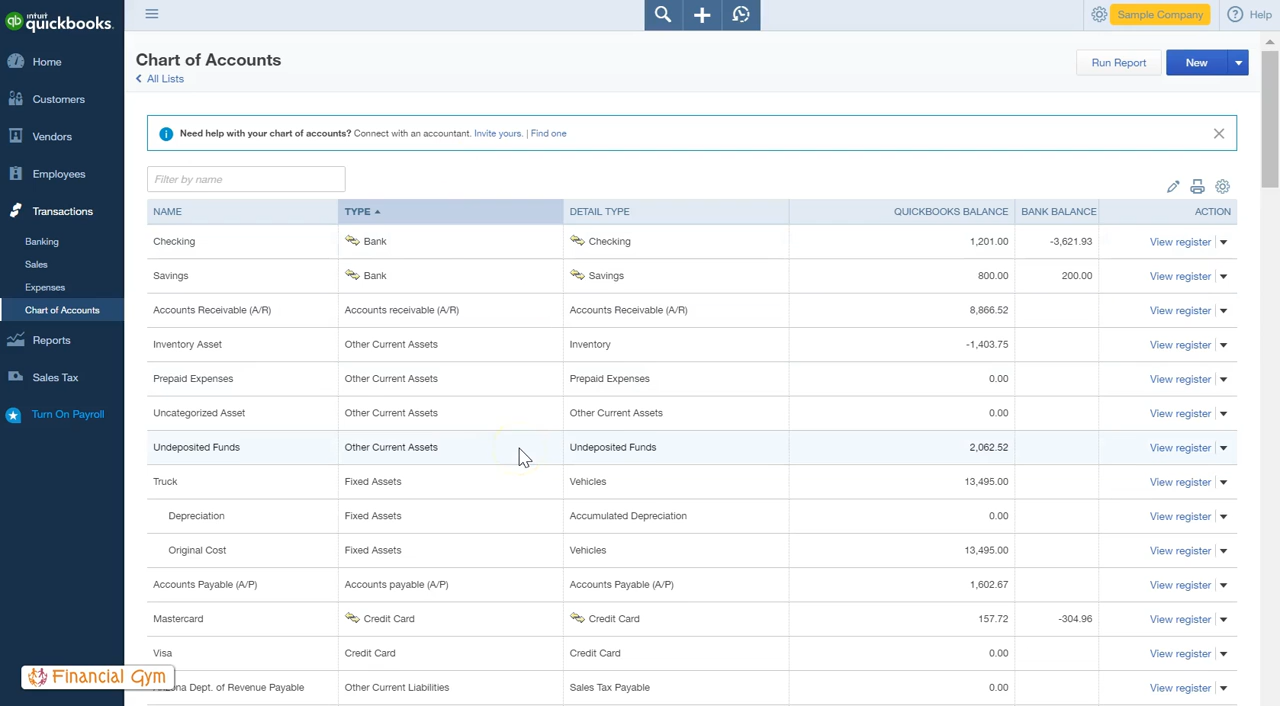 intuit
quickbooks.
Sample Company
Help
Home
Customers
Vendors
Employees
Transactions
Banking
Sales
Expenses
Chart of Accounts
Reports
Sales Tax
Turn On Payroll
Chart of Accounts
All Lists
Run Report
New
Need help with your chart of accounts? Connect with an accountant. Invite yours. | Find one
Filter by name
NAME TYPE DETAIL TYPE QUICKBOOKS BALANCE BANK BALANCE ACTION
Checking Bank Checking 1,201.00 -3,621.93 View register
Savings Bank Savings 800.00 200.00 View register
Accounts Receivable (A/R) Accounts receivable (A/R) Accounts Receivable (A/R) 8,866.52 View register
Inventory Asset Other Current Assets Inventory -1,403.75 View register
Prepaid Expenses Other Current Assets Prepaid Expenses 0.00 View register
Uncategorized Asset Other Current Assets Other Current Assets 0.00 View register
Undeposited Funds Other Current Assets Undeposited Funds 2,062.52 View register
Truck Fixed Assets Vehicles 13,495.00 View register
Depreciation Fixed Assets Accumulated Depreciation 0.00 View register
Original Cost Fixed Assets Vehicles 13,495.00 View register
Accounts Payable (A/P) Accounts payable (A/P) Accounts Payable (A/P) 1,602.67 View register
Mastercard Credit Card Credit Card 157.72 -304.96 View register
Visa Credit Card Credit Card 0.00 View register
Financial Gym
Dept. of Revenue Payable Other Current Liabilities Sales Tax Payable 0.00 View register